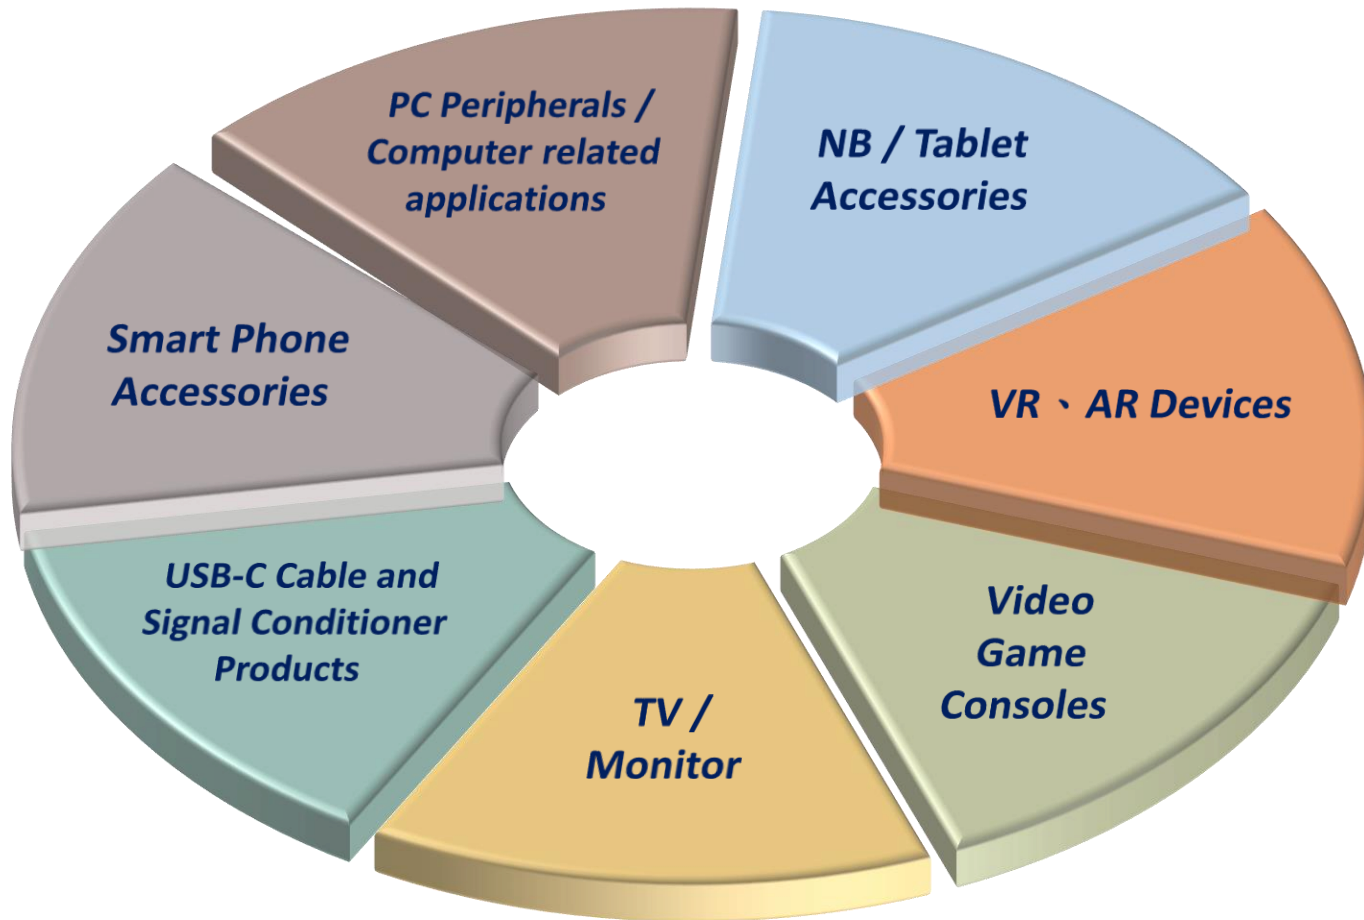 PC Peripherals /
Computer related
applications
NB / Tablet
Accessories
Smart Phone
Accessories
VR、AR Devices
USB-C Cable and
Signal Conditioner
Products
Video
Game
Consoles
TV /
Monitor